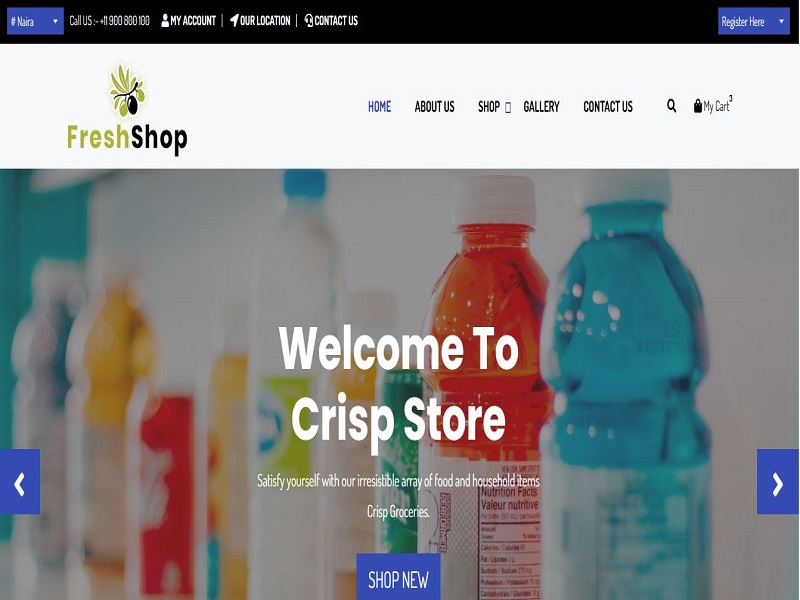 # Naira
Call US :- +11 900 800 100
MY ACCOUNT
OUR LOCATION
CONTACT US
Register Here
FreshShop
HOME
ABOUT US
SHOP
GALLERY
CONTACT US
My Cart
3
Welcome To
Crisp Store
Satisfy yourself with our irresistible array of food and household items
Crisp Groceries.
SHOP NEW
Nutrition Facts
Valeur nutritive